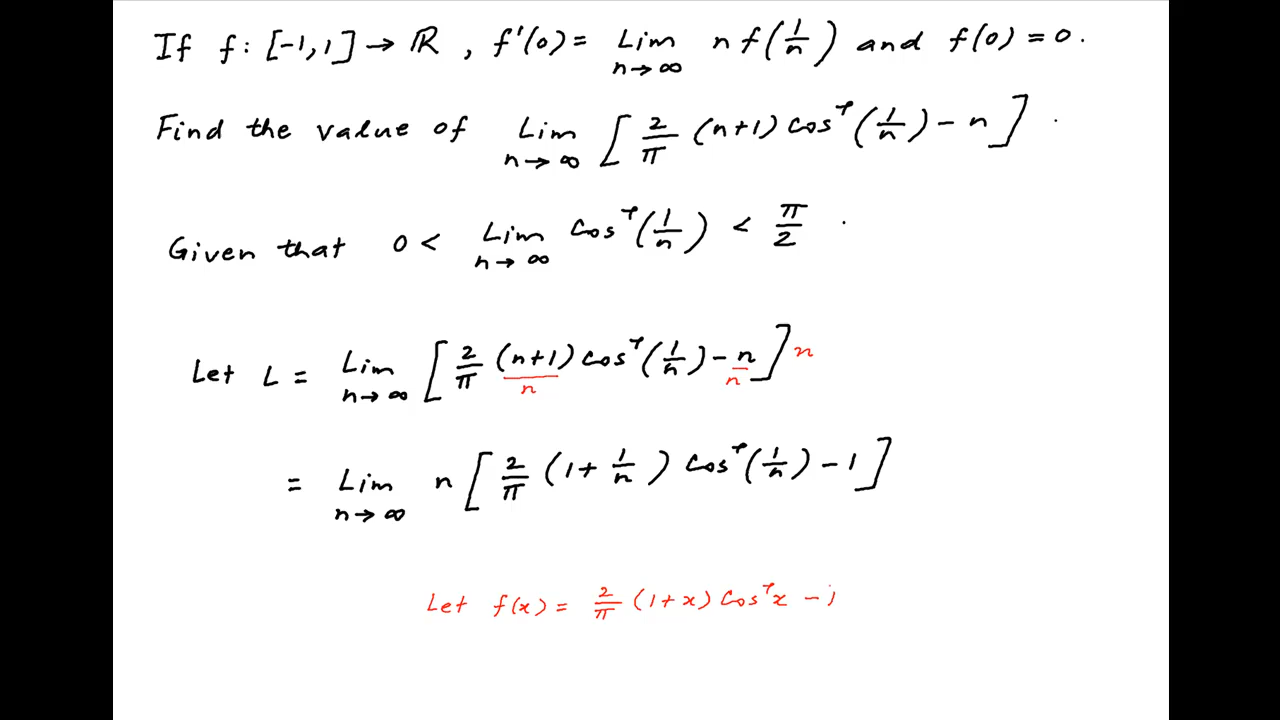 If f : [-1, 1] → ℝ , f'(0) = Lim n→∞ n f(1/n) and f(0) = 0.
Find the value of Lim n→∞ [ 2/π (n+1) Cos⁻¹(1/n) - n ] .
Given that 0 < Lim n→∞ Cos⁻¹(1/n) < π/2 .
Let L = Lim n→∞ [ 2/π (n+1)/n Cos⁻¹(1/n) - n/n ] n
= Lim n→∞ n [ 2/π (1 + 1/n) Cos⁻¹(1/n) - 1 ]
Let f(x) = 2/π (1+x) Cos⁻¹x - 1